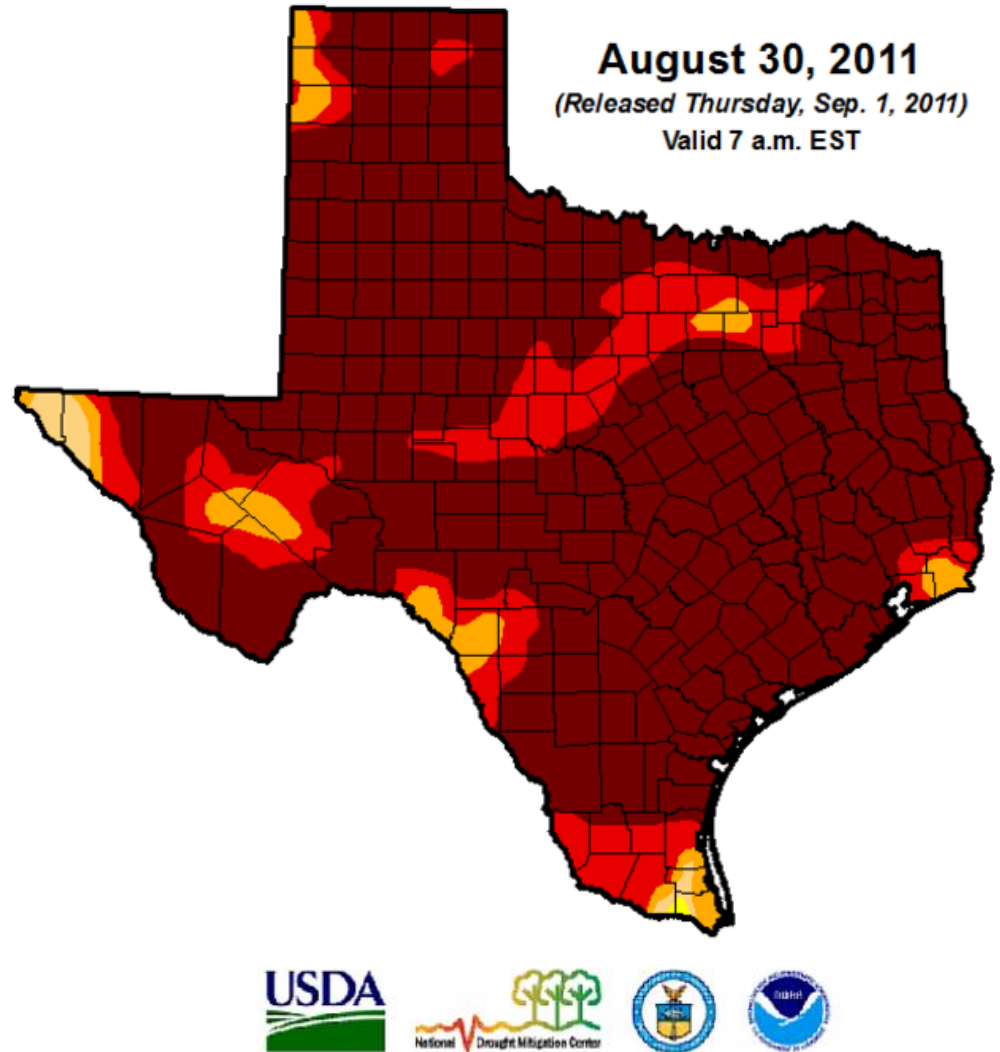 August 30, 2011
(Released Thursday, Sep. 1, 2011)
Valid 7 a.m. EST
USDA
National Drought Mitigation Center